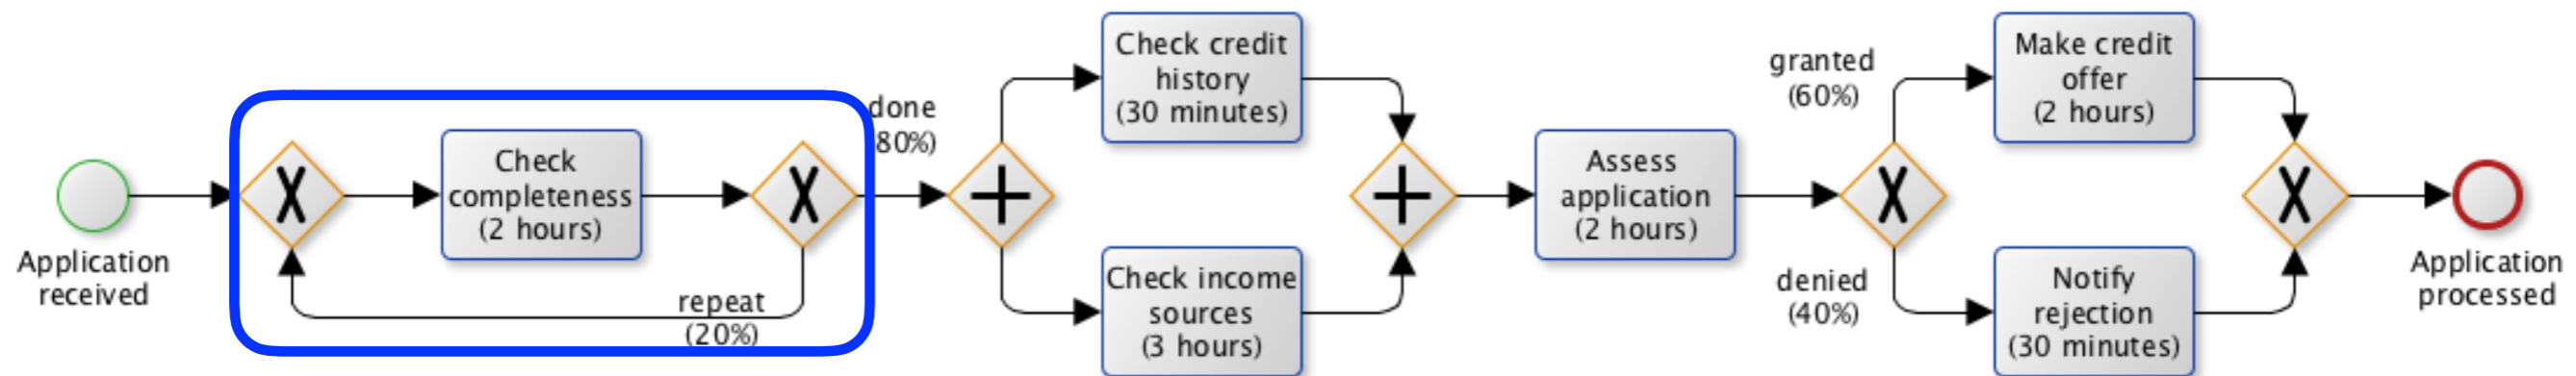 Application
received
Check
completeness
(2 hours)
repeat
(20%)
done
80%)
Check credit
history
(30 minutes)
Check income
sources
(3 hours)
Assess
application
(2 hours)
granted
(60%)
denied
(40%)
Make credit
offer
(2 hours)
Notify
rejection
(30 minutes)
Application
processed